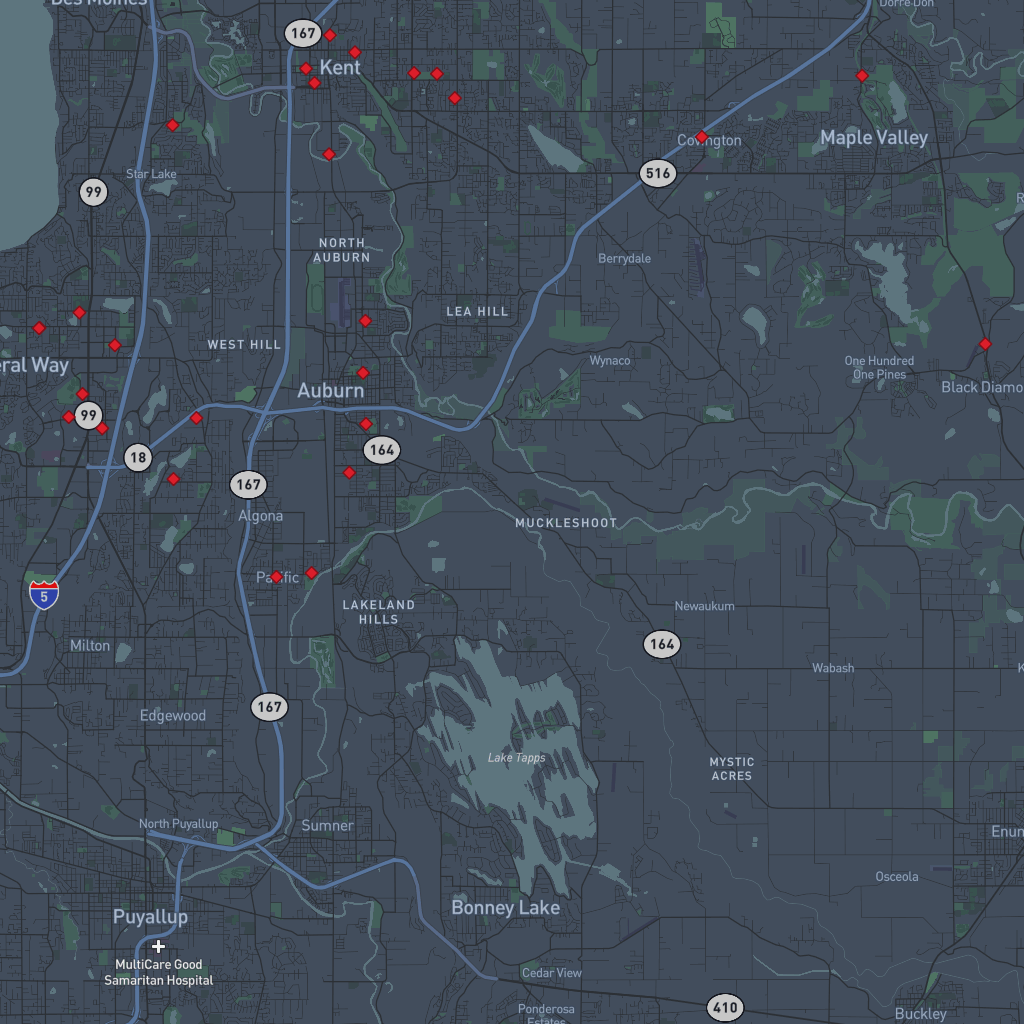 Des Moines
Dorre Don
167
Kent
Covington
Maple Valley
516
Star Lake
99
NORTH
AUBURN
Berrydale
LEA HILL
WEST HILL
Wynaco
One Hundred
One Pines
eral Way
Auburn
Black Diamo
99
164
18
167
Algona
MUCKLESHOOT
Pacific
5
LAKELAND
HILLS
Newaukum
Milton
164
Wabash
K
167
Edgewood
Lake Tapps
MYSTIC
ACRES
North Puyallup
Sumner
Enum
Osceola
Puyallup
Bonney Lake
MultiCare Good
Samaritan Hospital
Cedar View
410
Ponderosa
Estates
Buckley